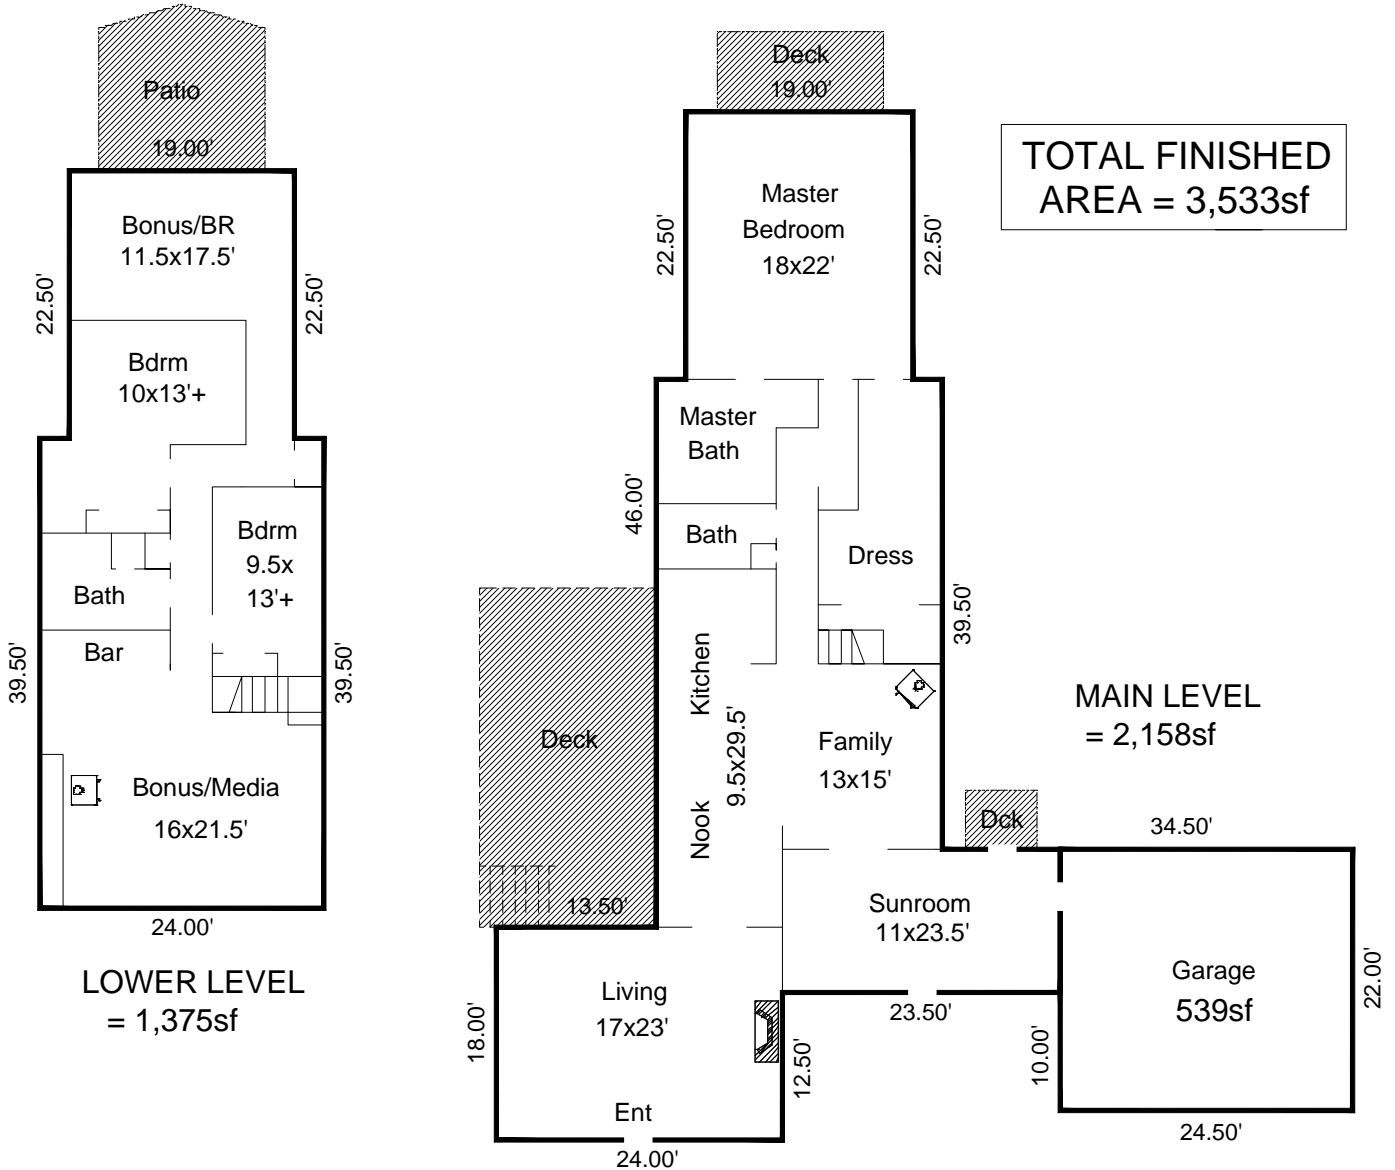 Patio
19.00'
Bonus/BR
11.5x17.5'
22.50'
22.50'
Bdrm
10x13'+
Bdrm
9.5x
13'+
Bath
Bar
39.50'
39.50'
Bonus/Media
16x21.5'
24.00'
LOWER LEVEL
= 1,375sf
Deck
19.00'
Master
Bedroom
18x22'
22.50'
22.50'
Master
Bath
46.00'
Bath
Dress
39.50'
Kitchen
9.5x29.5'
Nook
Deck
13.50'
Family
13x15'
Dck
34.50'
Sunroom
11x23.5'
23.50'
Living
17x23'
18.00'
12.50'
Ent
24.00'
Garage
539sf
22.00'
10.00'
24.50'
TOTAL FINISHED
AREA = 3,533sf
MAIN LEVEL
= 2,158sf